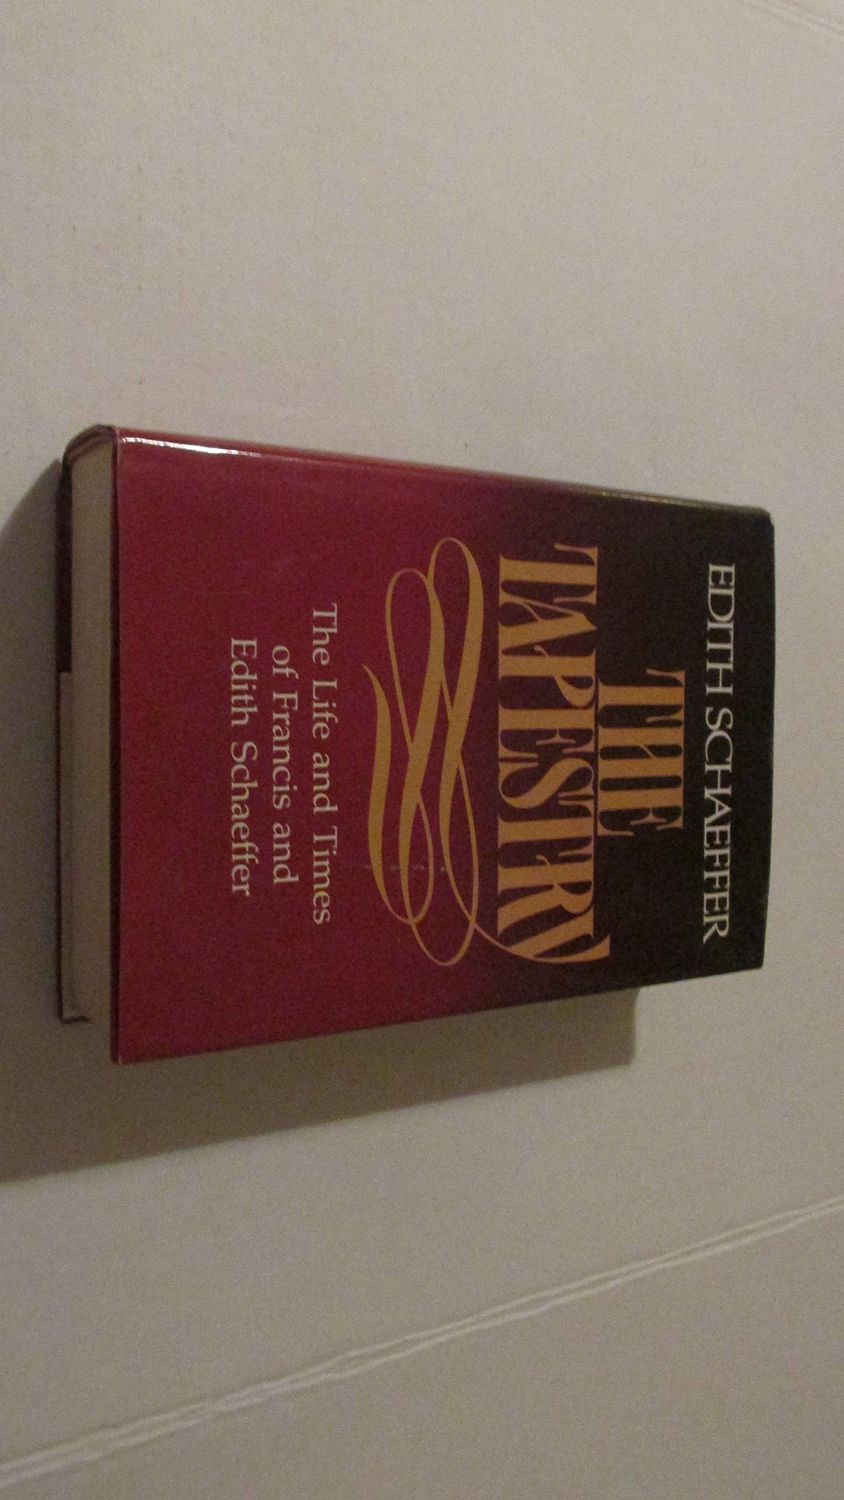 EDITH SCHAEFFER
THE
TAPESTRY
The Life and Times
of Francis and
Edith Schaeffer